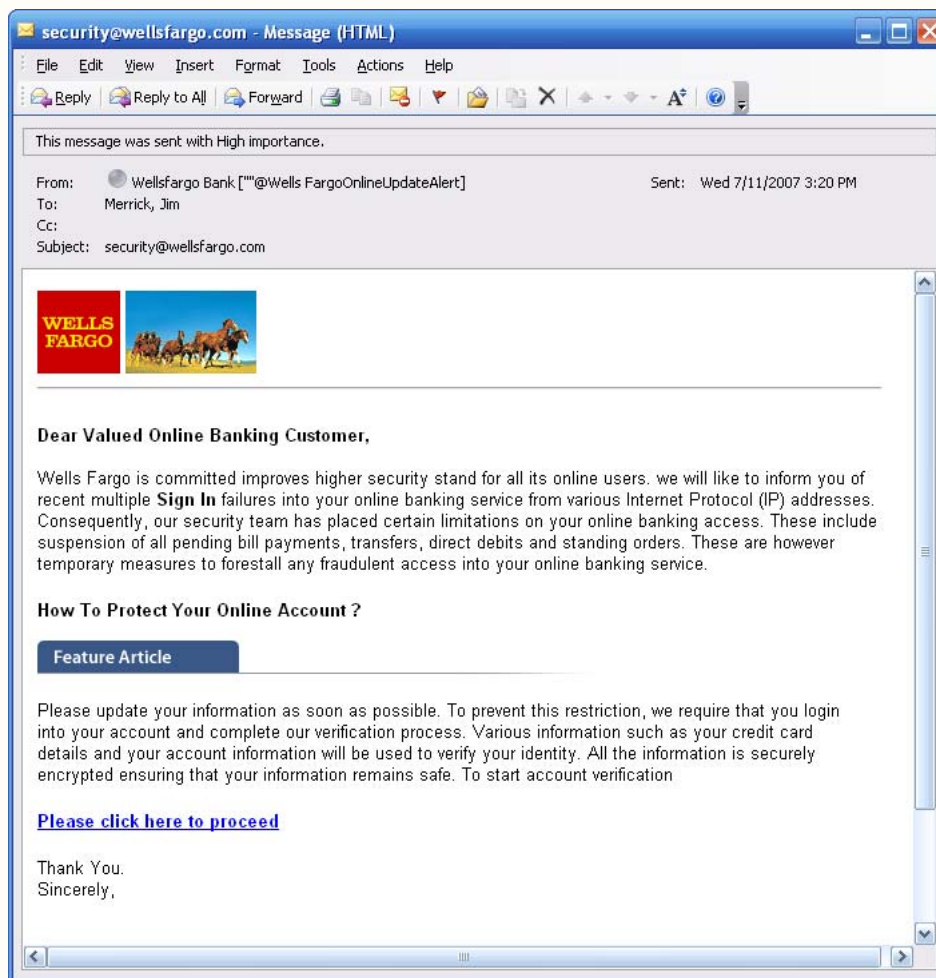 security@wellsfargo.com - Message (HTML)
File Edit View Insert Format Tools Actions Help
Reply Reply to All Forward
This message was sent with High importance.
From: Wellsfargo Bank [""@Wells FargoOnlineUpdateAlert] Sent: Wed 7/11/2007 3:20 PM
To: Merrick, Jim
Cc:
Subject: security@wellsfargo.com
WELLS
FARGO
Dear Valued Online Banking Customer,
Wells Fargo is committed improves higher security stand for all its online users. we will like to inform you of
recent multiple Sign In failures into your online banking service from various Internet Protocol (IP) addresses.
Consequently, our security team has placed certain limitations on your online banking access. These include
suspension of all pending bill payments, transfers, direct debits and standing orders. These are however
temporary measures to forestall any fraudulent access into your online banking service.
How To Protect Your Online Account ?
Feature Article
Please update your information as soon as possible. To prevent this restriction, we require that you login
into your account and complete our verification process. Various information such as your credit card
details and your account information will be used to verify your identity. All the information is securely
encrypted ensuring that your information remains safe. To start account verification
Please click here to proceed
Thank You.
Sincerely,